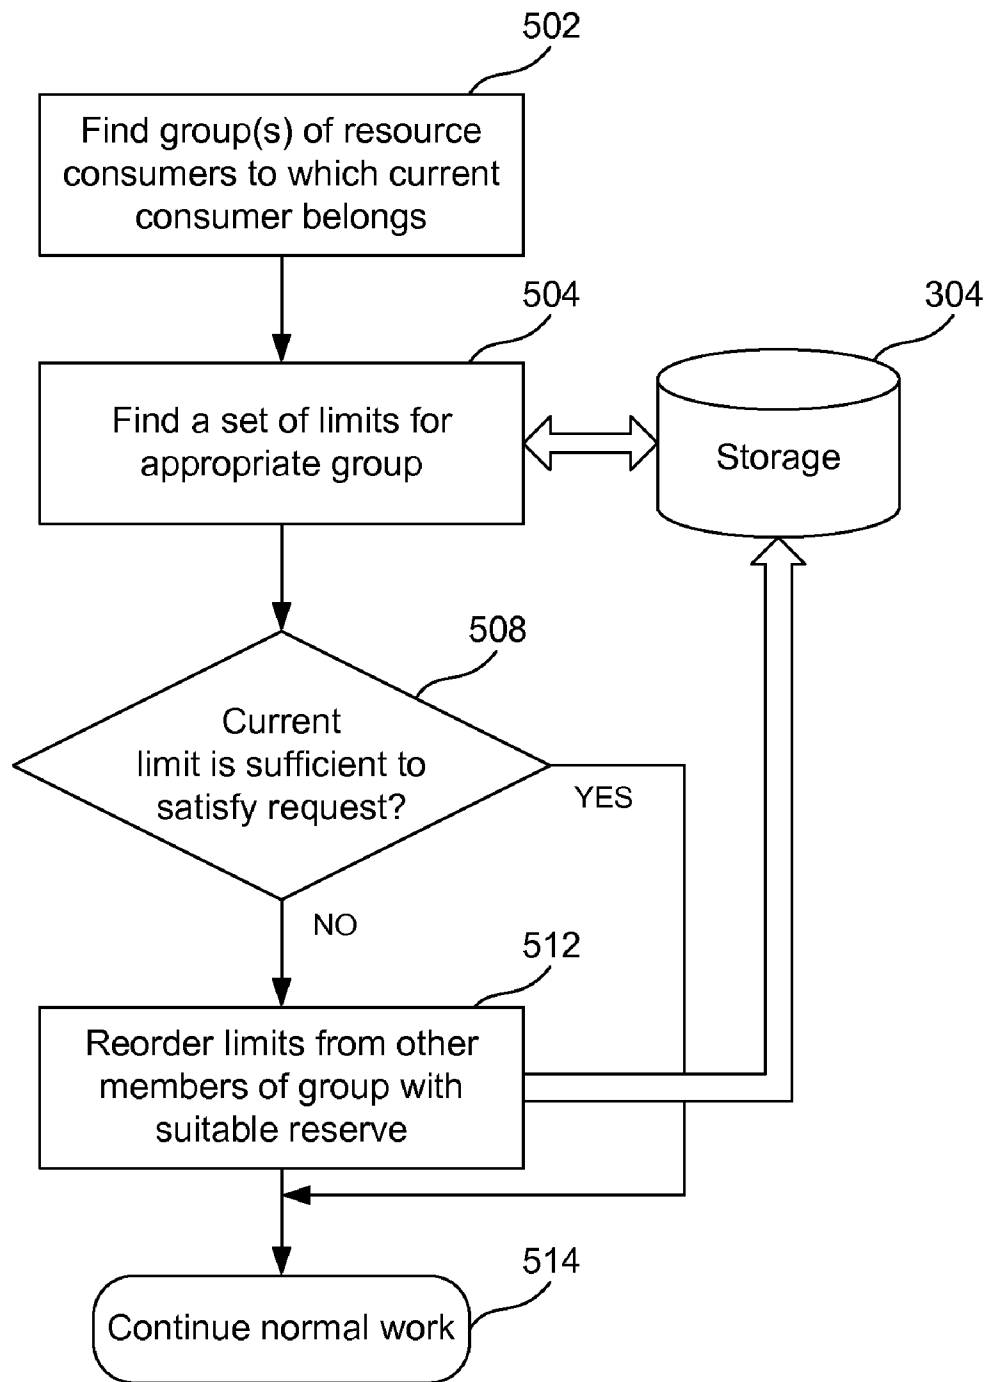 502
Find group(s) of resource
consumers to which current
consumer belongs
504
304
Find a set of limits for
appropriate group
Storage
508
Current
limit is sufficient to
satisfy request?
YES
NO
512
Reorder limits from other
members of group with
suitable reserve
514
Continue normal work